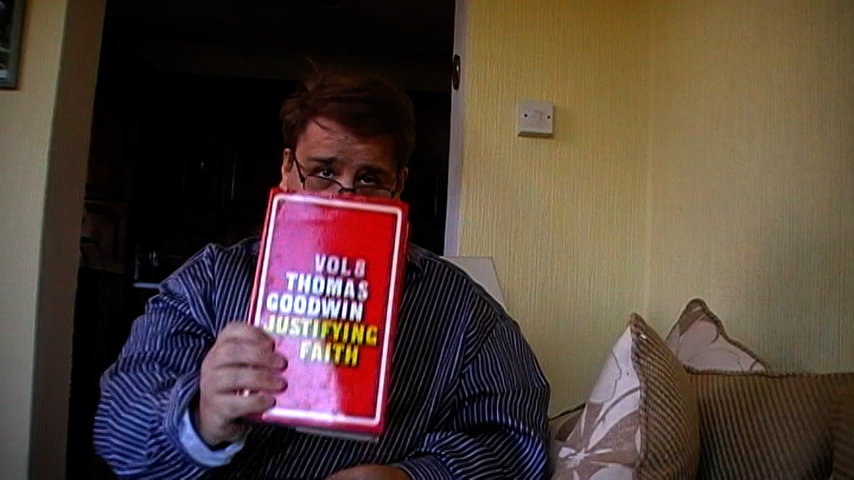 VOL 8
THOMAS
GOODWIN
JUSTIFYING
FAITH